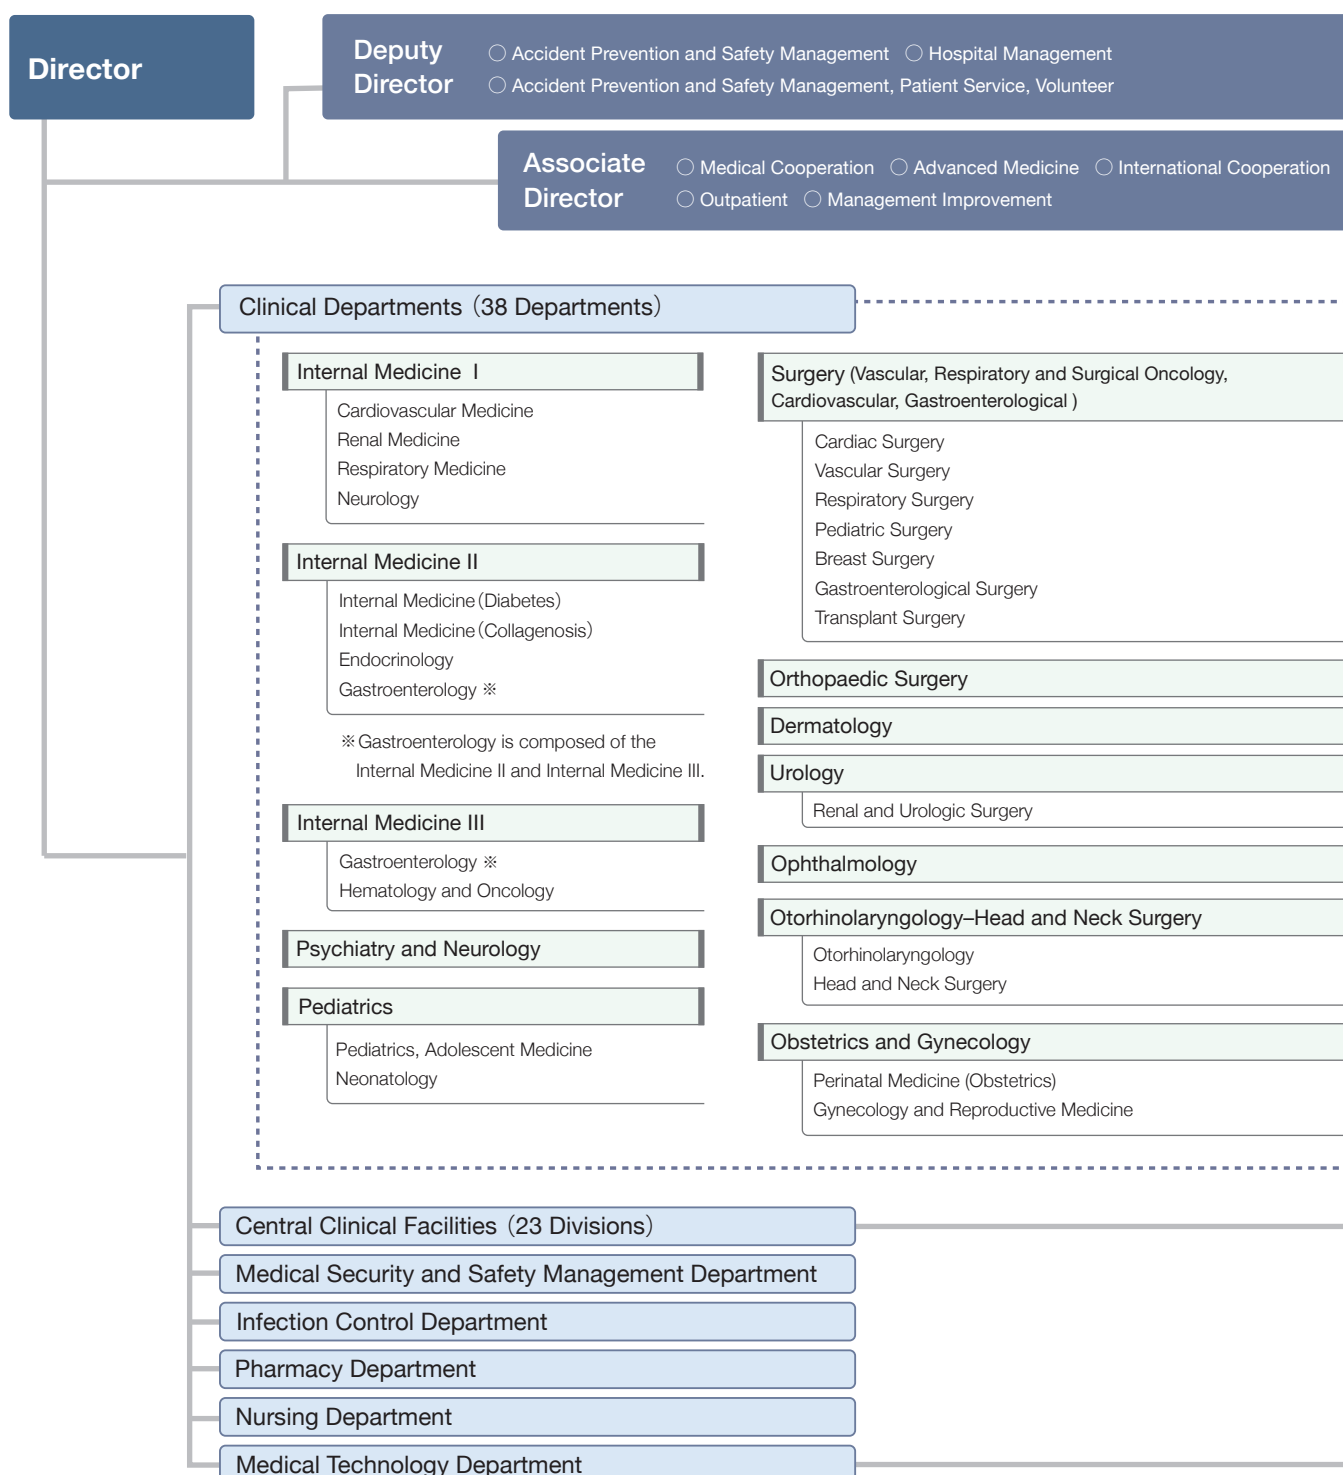 Director
Deputy
Director
○ Accident Prevention and Safety Management ○ Hospital Management
○ Accident Prevention and Safety Management, Patient Service, Volunteer
Associate
Director
○ Medical Cooperation ○ Advanced Medicine ○ International Cooperation
○ Outpatient ○ Management Improvement
Clinical Departments (38 Departments)
Internal Medicine I
Cardiovascular Medicine
Renal Medicine
Respiratory Medicine
Neurology
Internal Medicine II
Internal Medicine (Diabetes)
Internal Medicine (Collagenosis)
Endocrinology
Gastroenterology ※
※Gastroenterology is composed of the
Internal Medicine II and Internal Medicine III.
Internal Medicine III
Gastroenterology ※
Hematology and Oncology
Psychiatry and Neurology
Pediatrics
Pediatrics, Adolescent Medicine
Neonatology
Surgery (Vascular, Respiratory and Surgical Oncology,
Cardiovascular, Gastroenterological )
Cardiac Surgery
Vascular Surgery
Respiratory Surgery
Pediatric Surgery
Breast Surgery
Gastroenterological Surgery
Transplant Surgery
Orthopaedic Surgery
Dermatology
Urology
Renal and Urologic Surgery
Ophthalmology
Otorhinolaryngology–Head and Neck Surgery
Otorhinolaryngology
Head and Neck Surgery
Obstetrics and Gynecology
Perinatal Medicine (Obstetrics)
Gynecology and Reproductive Medicine
Central Clinical Facilities (23 Divisions)
Medical Security and Safety Management Department
Infection Control Department
Pharmacy Department
Nursing Department
Medical Technology Department